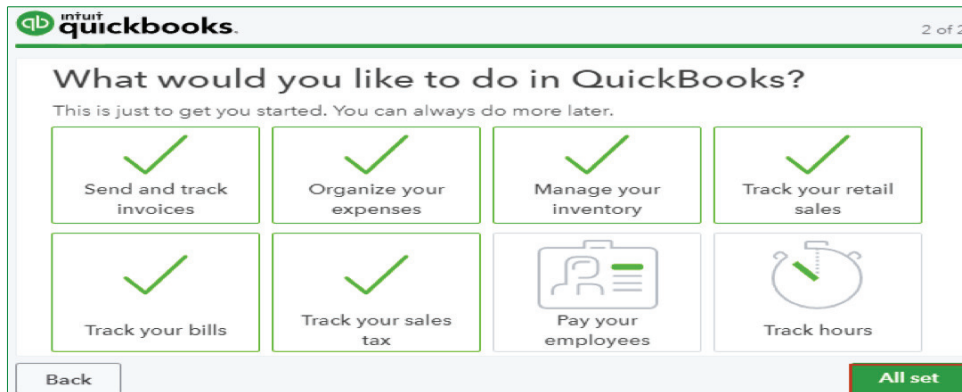 qb intuit quickbooks.
2 of 2
What would you like to do in QuickBooks?
This is just to get you started. You can always do more later.
Send and track
invoices
Organize your
expenses
Manage your
inventory
Track your retail
sales
Track your bills
Track your sales
tax
Pay your
employees
Track hours
Back
All set